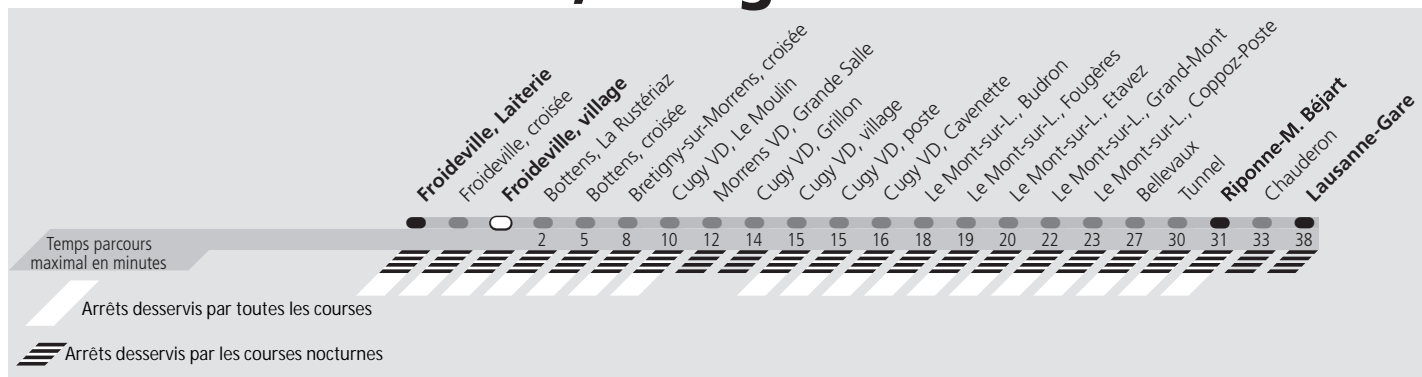 Froideville, Laiterie
Froideville, croisée
Froideville, village
Bottens, La Rustériaz
Bottens, croisée
Bretigny-sur-Morrens, croisée
Cugy VD, Le Moulin
Morrens VD, Grande Salle
Cugy VD, Grillon
Cugy VD, village
Cugy VD, poste
Cugy VD, Cavenette
Le Mont-sur-L., Budron
Le Mont-sur-L., Fougères
Le Mont-sur-L., Etavez
Le Mont-sur-L., Grand-Mont
Le Mont-sur-L., Coppoz-Poste
Bellevaux
Tunnel
Riponne-M. Béjart
Chauderon
Lausanne-Gare
2 5 8 10 12 14 15 15 16 18 19 20 22 23 27 30 31 33 38
Temps parcours
maximal en minutes
Arrêts desservis par toutes les courses
Arrêts desservis par les courses nocturnes